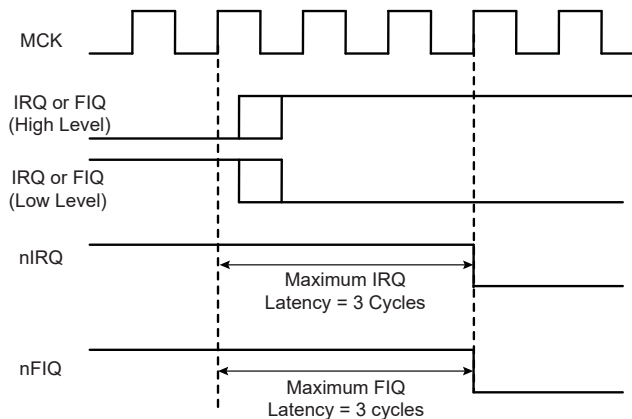 MCK
IRQ or FIQ
(High Level)
IRQ or FIQ
(Low Level)
nIRQ
Maximum IRQ
Latency = 3 Cycles
nFIQ
Maximum FIQ
Latency = 3 cycles